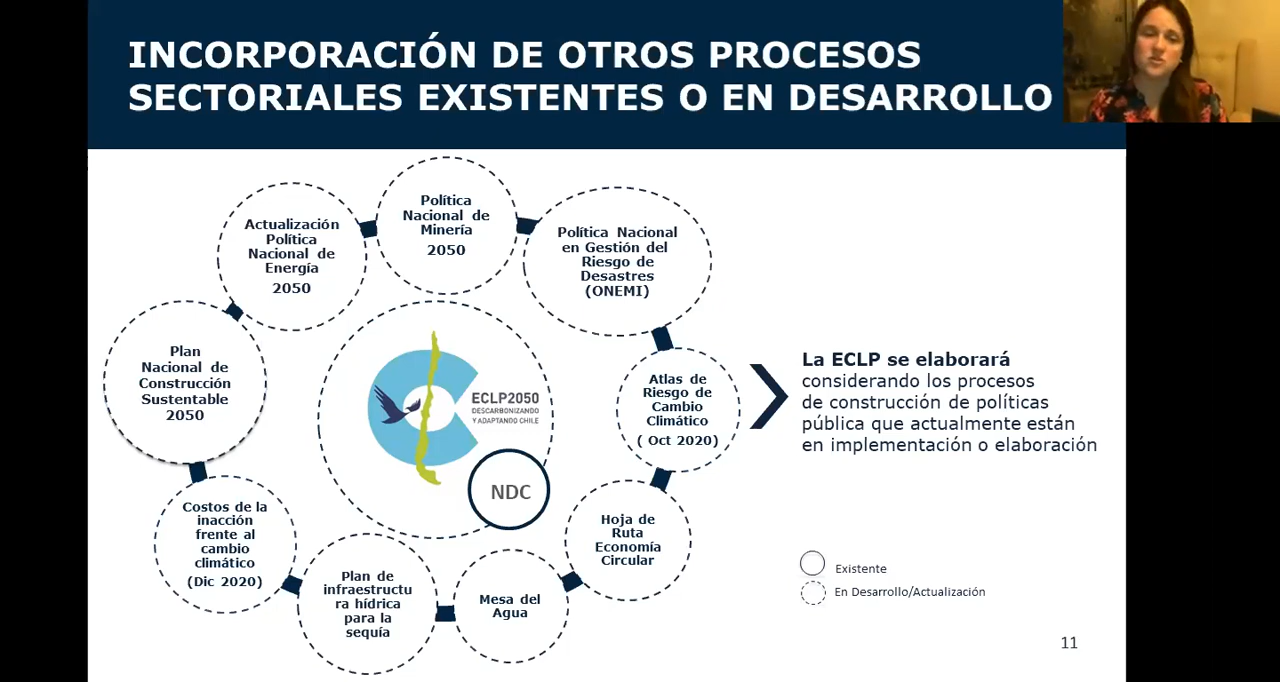 INCORPORACIÓN DE OTROS PROCESOS
SECTORIALES EXISTENTES O EN DESARROLLO
Política
Nacional de
Minería
2050
Actualización
Política
Nacional de
Energía
2050
Política Nacional
en Gestión del
Riesgo de
Desastres
(ONEMI)
Plan
Nacional de
Construcción
Sustentable
2050
ECLP2050
DESCARBONIZANDO
Y ADAPTANDO CHILE
NDC
Atlas de
Riesgo de
Cambio
Climático
( Oct 2020)
La ECLP se elaborará
considerando los procesos
de construcción de políticas
pública que actualmente están
en implementación o elaboración
Costos de la
inacción
frente al
cambio
climático
(Dic 2020)
Plan de
infraestructu
ra hídrica
para la
sequía
Mesa del
Agua
Hoja de
Ruta
Economía
Circular
Existente
En Desarrollo/Actualización
11